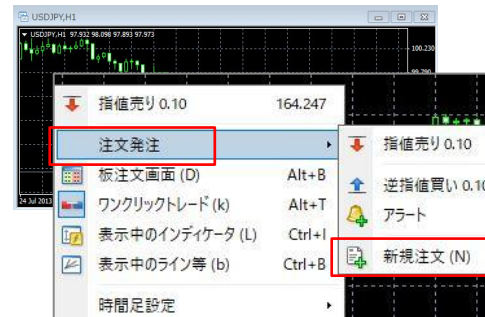 USDJPY,H1
USDJPY,H1 97.932 98.098 97.893 97.973
100.230
99.790
指値売り 0.10 164.247
注文発注
板注文画面 (D) Alt+B
ワンクリックトレード (k) Alt+T
表示中のインディケータ (L) Ctrl+I
表示中のライン等 (b) Ctrl+B
時間足設定
指値売り 0.10
逆指値買い 0.10
アラート
新規注文 (N)
24 Jul 2013